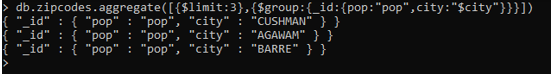 > db.zipcodes.aggregate([{$limit:3},{$group:{_id:{pop:"pop",city:"$city"}}}])
{ "_id" : { "pop" : "pop", "city" : "CUSHMAN" } }
{ "_id" : { "pop" : "pop", "city" : "AGAWAM" } }
{ "_id" : { "pop" : "pop", "city" : "BARRE" } }
>